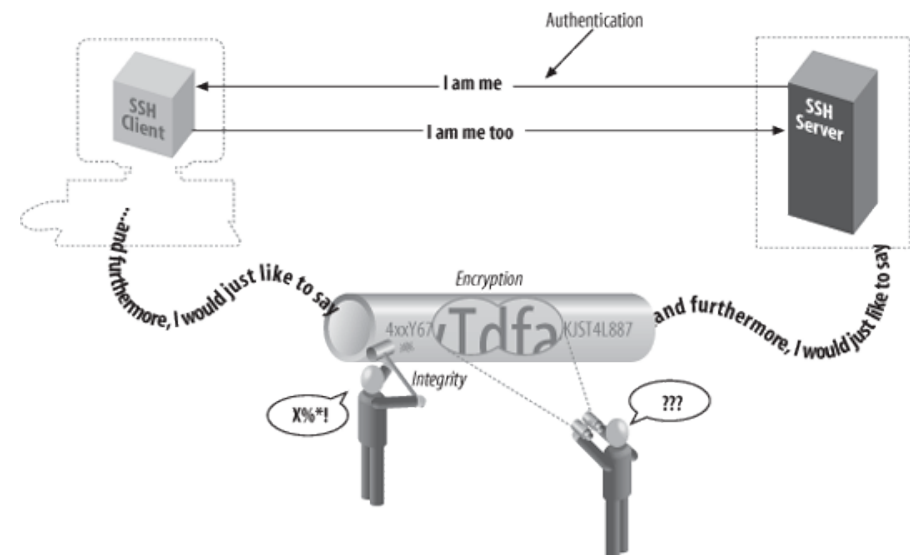 Authentication
I am me
SSH
Client
SSH
Server
I am me too
...and furthermore, I would just like to say
Encryption
4xxY67
yTdfa
KJST4L887
and furthermore, I would just like to say
Integrity
X%*!
???